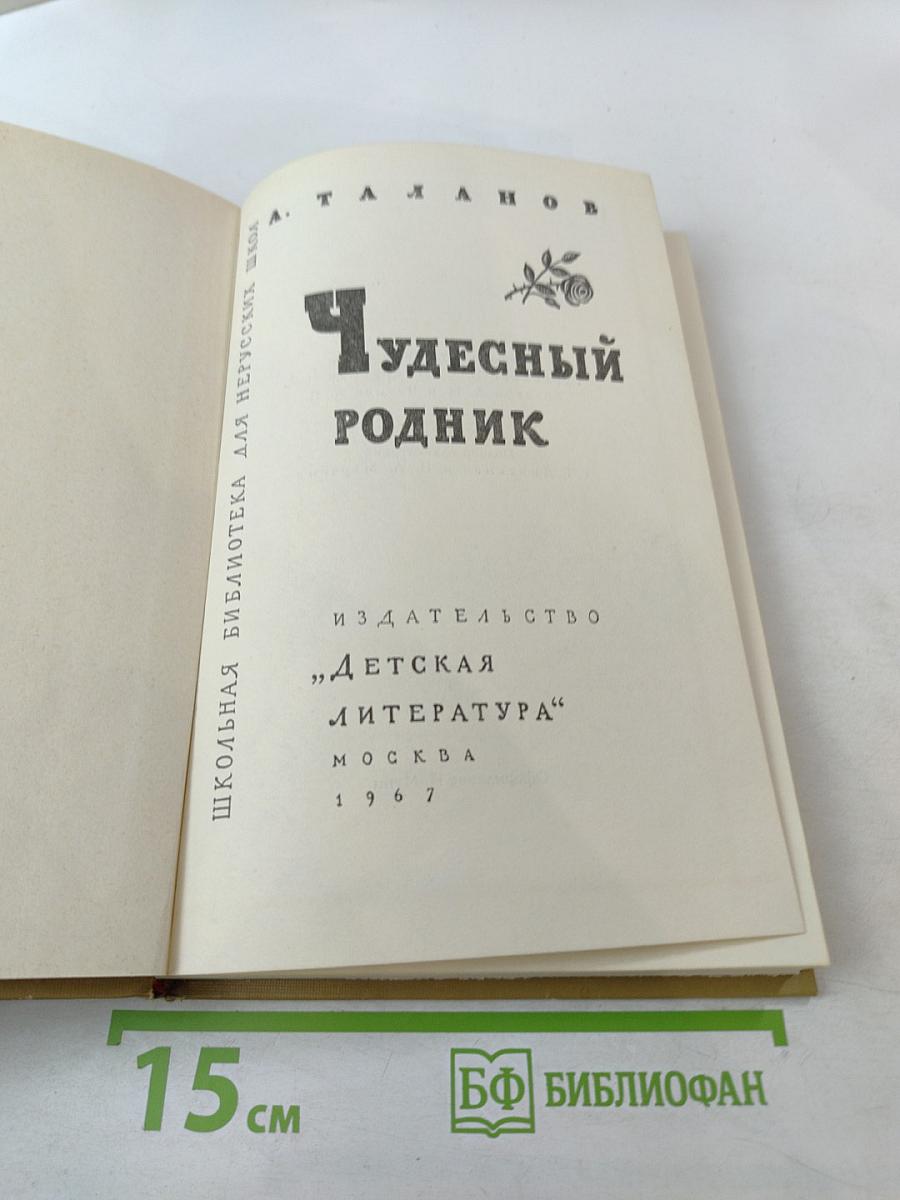 А. ТАЛАНОВ
ЧУДЕСНЫЙ
РОДНИК
ШКОЛЬНАЯ БИБЛИОТЕКА ДЛЯ НЕРУССКИХ ШКОЛ
ИЗДАТЕЛЬСТВО
„ДЕТСКАЯ
ЛИТЕРАТУРА“
МОСКВА
1967
15 см
БФ БИБЛИОФАН